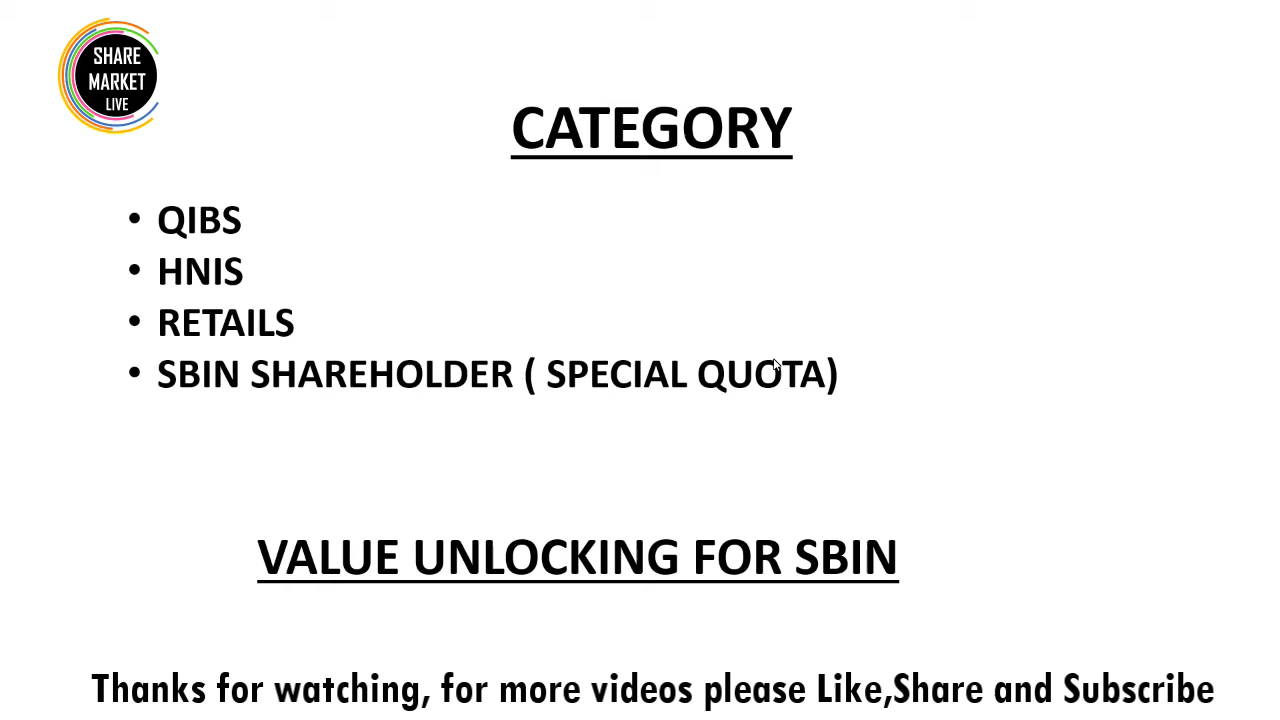 SHARE
MARKET
LIVE
CATEGORY
• QIBS
• HNIS
• RETAILS
• SBIN SHAREHOLDER ( SPECIAL QUOTA)
VALUE UNLOCKING FOR SBIN
Thanks for watching, for more videos please Like,Share and Subscribe